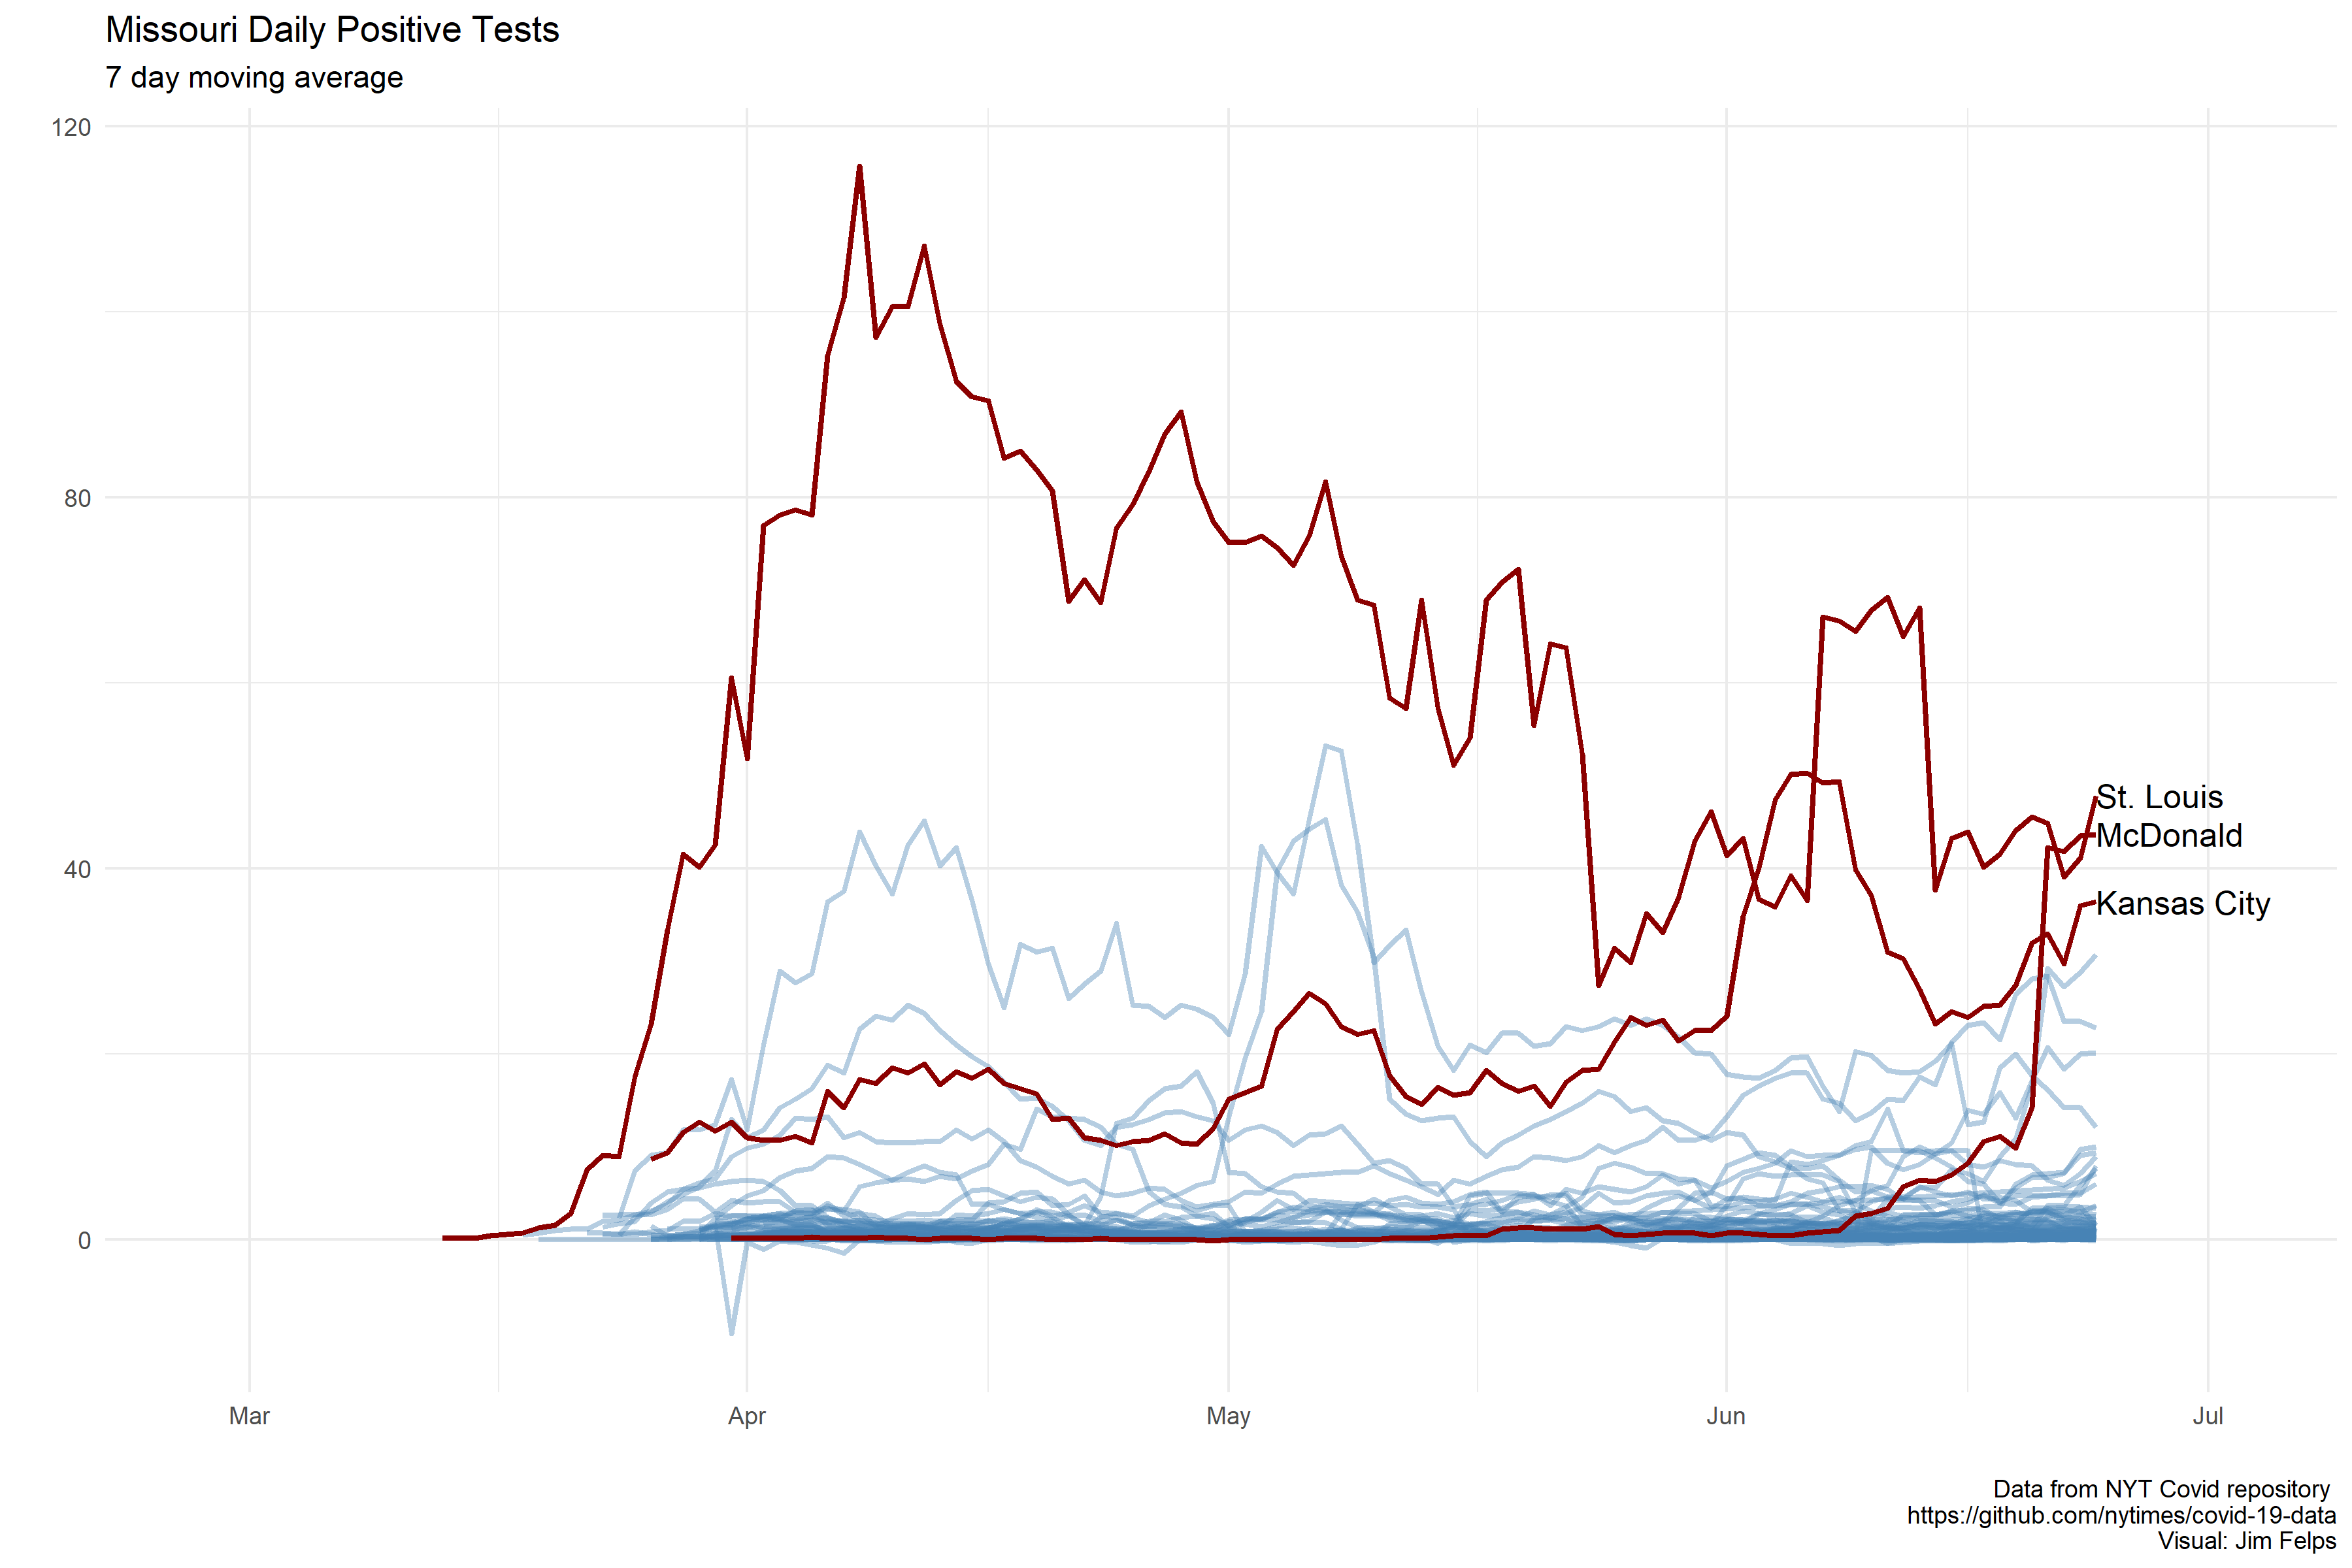 Missouri Daily Positive Tests
7 day moving average
120
80
40
0
St. Louis
McDonald
Kansas City
Mar Apr May Jun Jul
Data from NYT Covid repository
https://github.com/nytimes/covid-19-data
Visual: Jim Felps